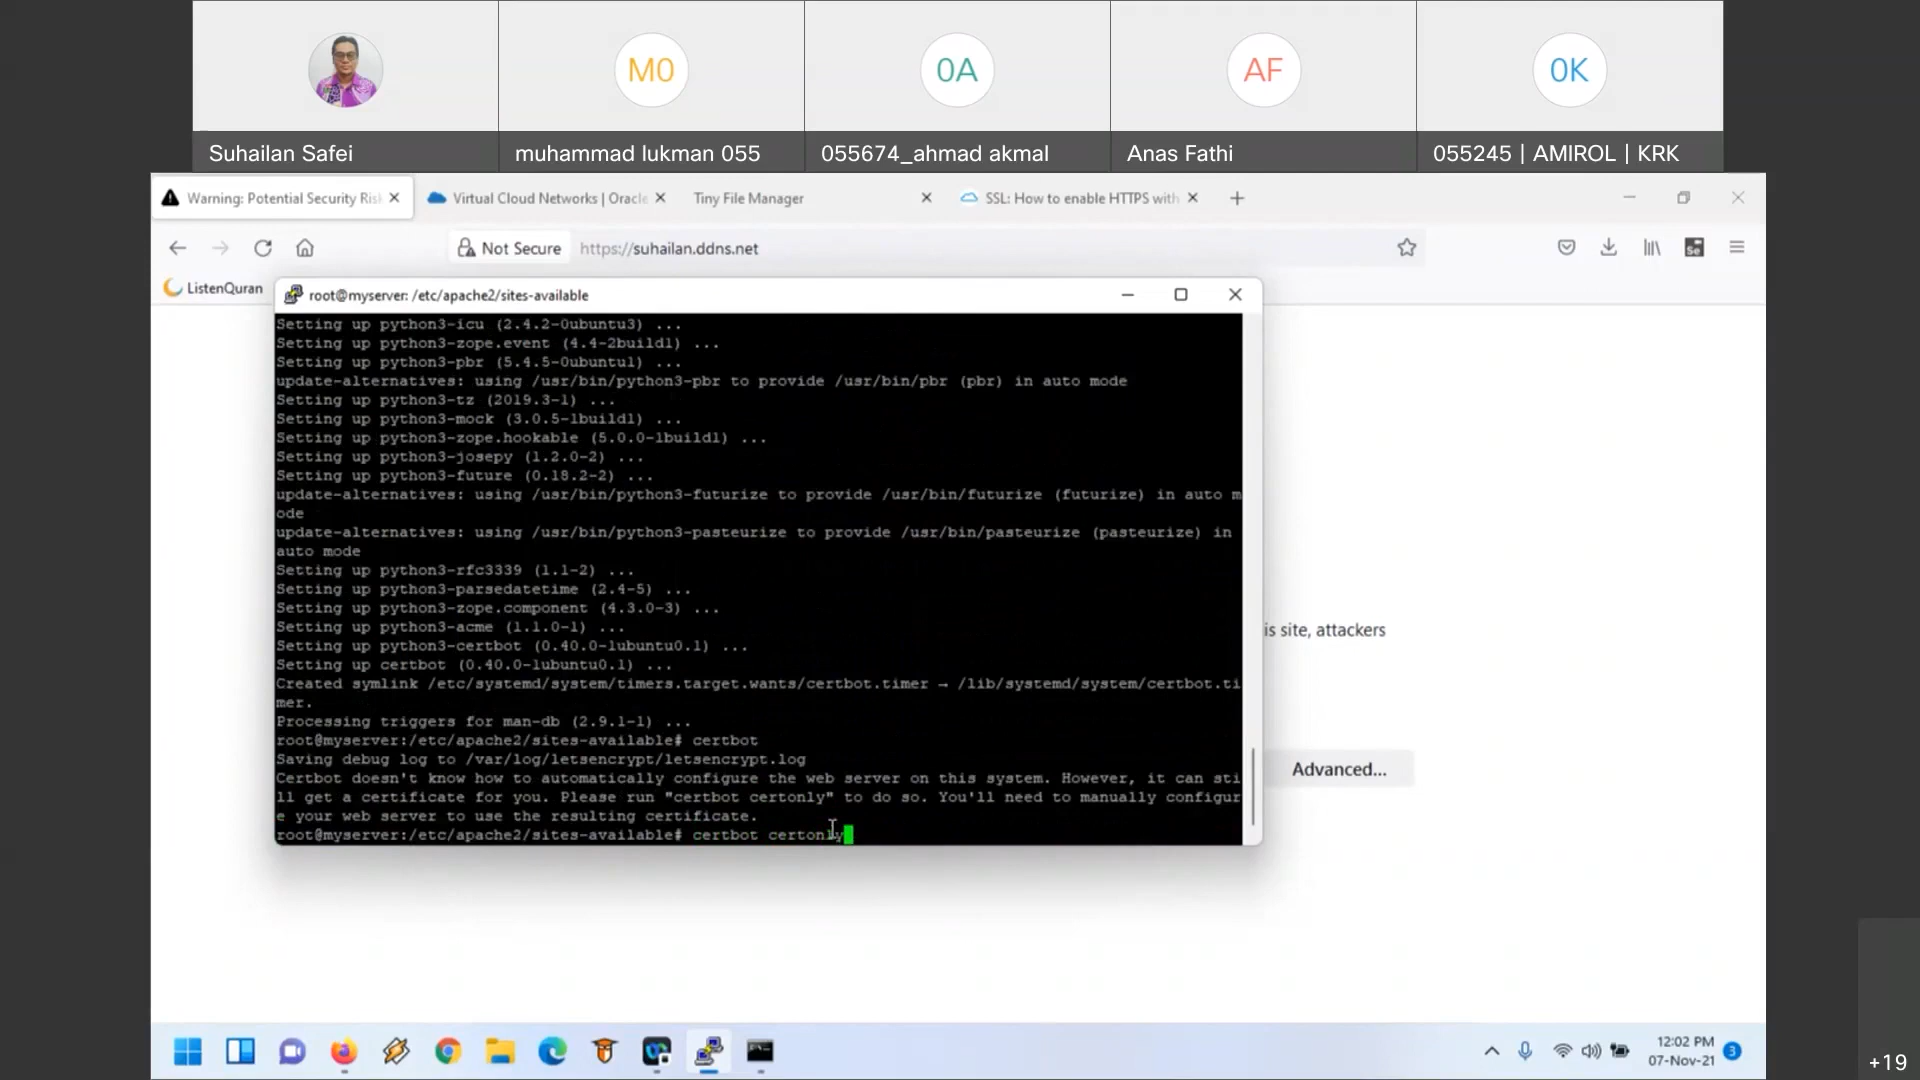 M0
0A
AF
0K
Suhailan Safei
muhammad lukman 055
055674_ahmad akmal
Anas Fathi
055245 | AMIROL | KRK
Warning: Potential Security Risk
Virtual Cloud Networks | Oracle
Tiny File Manager
SSL: How to enable HTTPS with
Not Secure
https://suhailan.ddns.net
ListenQuran
root@myserver: /etc/apache2/sites-available
Setting up python3-icu (2.4.2-0ubuntu3) ...
Setting up python3-zope.event (4.4-2build1) ...
Setting up python3-pbr (5.4.5-0ubuntu1) ...
update-alternatives: using /usr/bin/python3-pbr to provide /usr/bin/pbr (pbr) in auto mode
Setting up python3-tz (2019.3-1) ...
Setting up python3-mock (3.0.5-1build1) ...
Setting up python3-zope.hookable (5.0.0-1build1) ...
Setting up python3-josepy (1.2.0-2) ...
Setting up python3-future (0.18.2-2) ...
update-alternatives: using /usr/bin/python3-futurize to provide /usr/bin/futurize (futurize) in auto m
ode
update-alternatives: using /usr/bin/python3-pasteurize to provide /usr/bin/pasteurize (pasteurize) in
auto mode
Setting up python3-rfc3339 (1.1-2) ...
Setting up python3-parsedatetime (2.4-5) ...
Setting up python3-zope.component (4.3.0-3) ...
Setting up python3-acme (1.1.0-1) ...
Setting up python3-certbot (0.40.0-1ubuntu0.1) ...
Setting up certbot (0.40.0-1ubuntu0.1) ...
Created symlink /etc/systemd/system/timers.target.wants/certbot.timer → /lib/systemd/system/certbot.ti
mer.
Processing triggers for man-db (2.9.1-1) ...
root@myserver:/etc/apache2/sites-available# certbot
Saving debug log to /var/log/letsencrypt/letsencrypt.log
Certbot doesn't know how to automatically configure the web server on this system. However, it can sti
ll get a certificate for you. Please run "certbot certonly" to do so. You'll need to manually configur
e your web server to use the resulting certificate.
root@myserver:/etc/apache2/sites-available# certbot certonly
is site, attackers
Advanced...
12:02 PM
07-Nov-21
3
+19